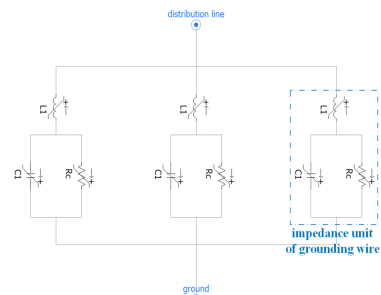 distribution line
L1
L1
L1
C1
Rc
C1
Rc
C1
Rc
impedance unit
of grounding wire
ground